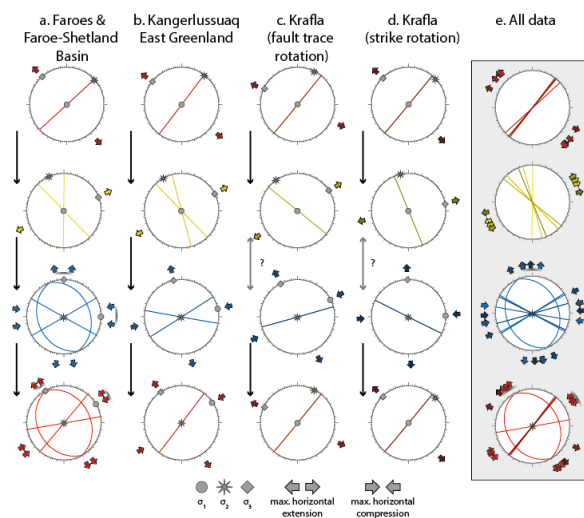 a. Faroes &
Faroe-Shetland
Basin
b. Kangerlussuaq
East Greenland
c. Krafla
(fault trace
rotation)
d. Krafla
(strike rotation)
e. All data
?
?
σ₁
σ₂
σ₃
max. horizontal
extension
max. horizontal
compression